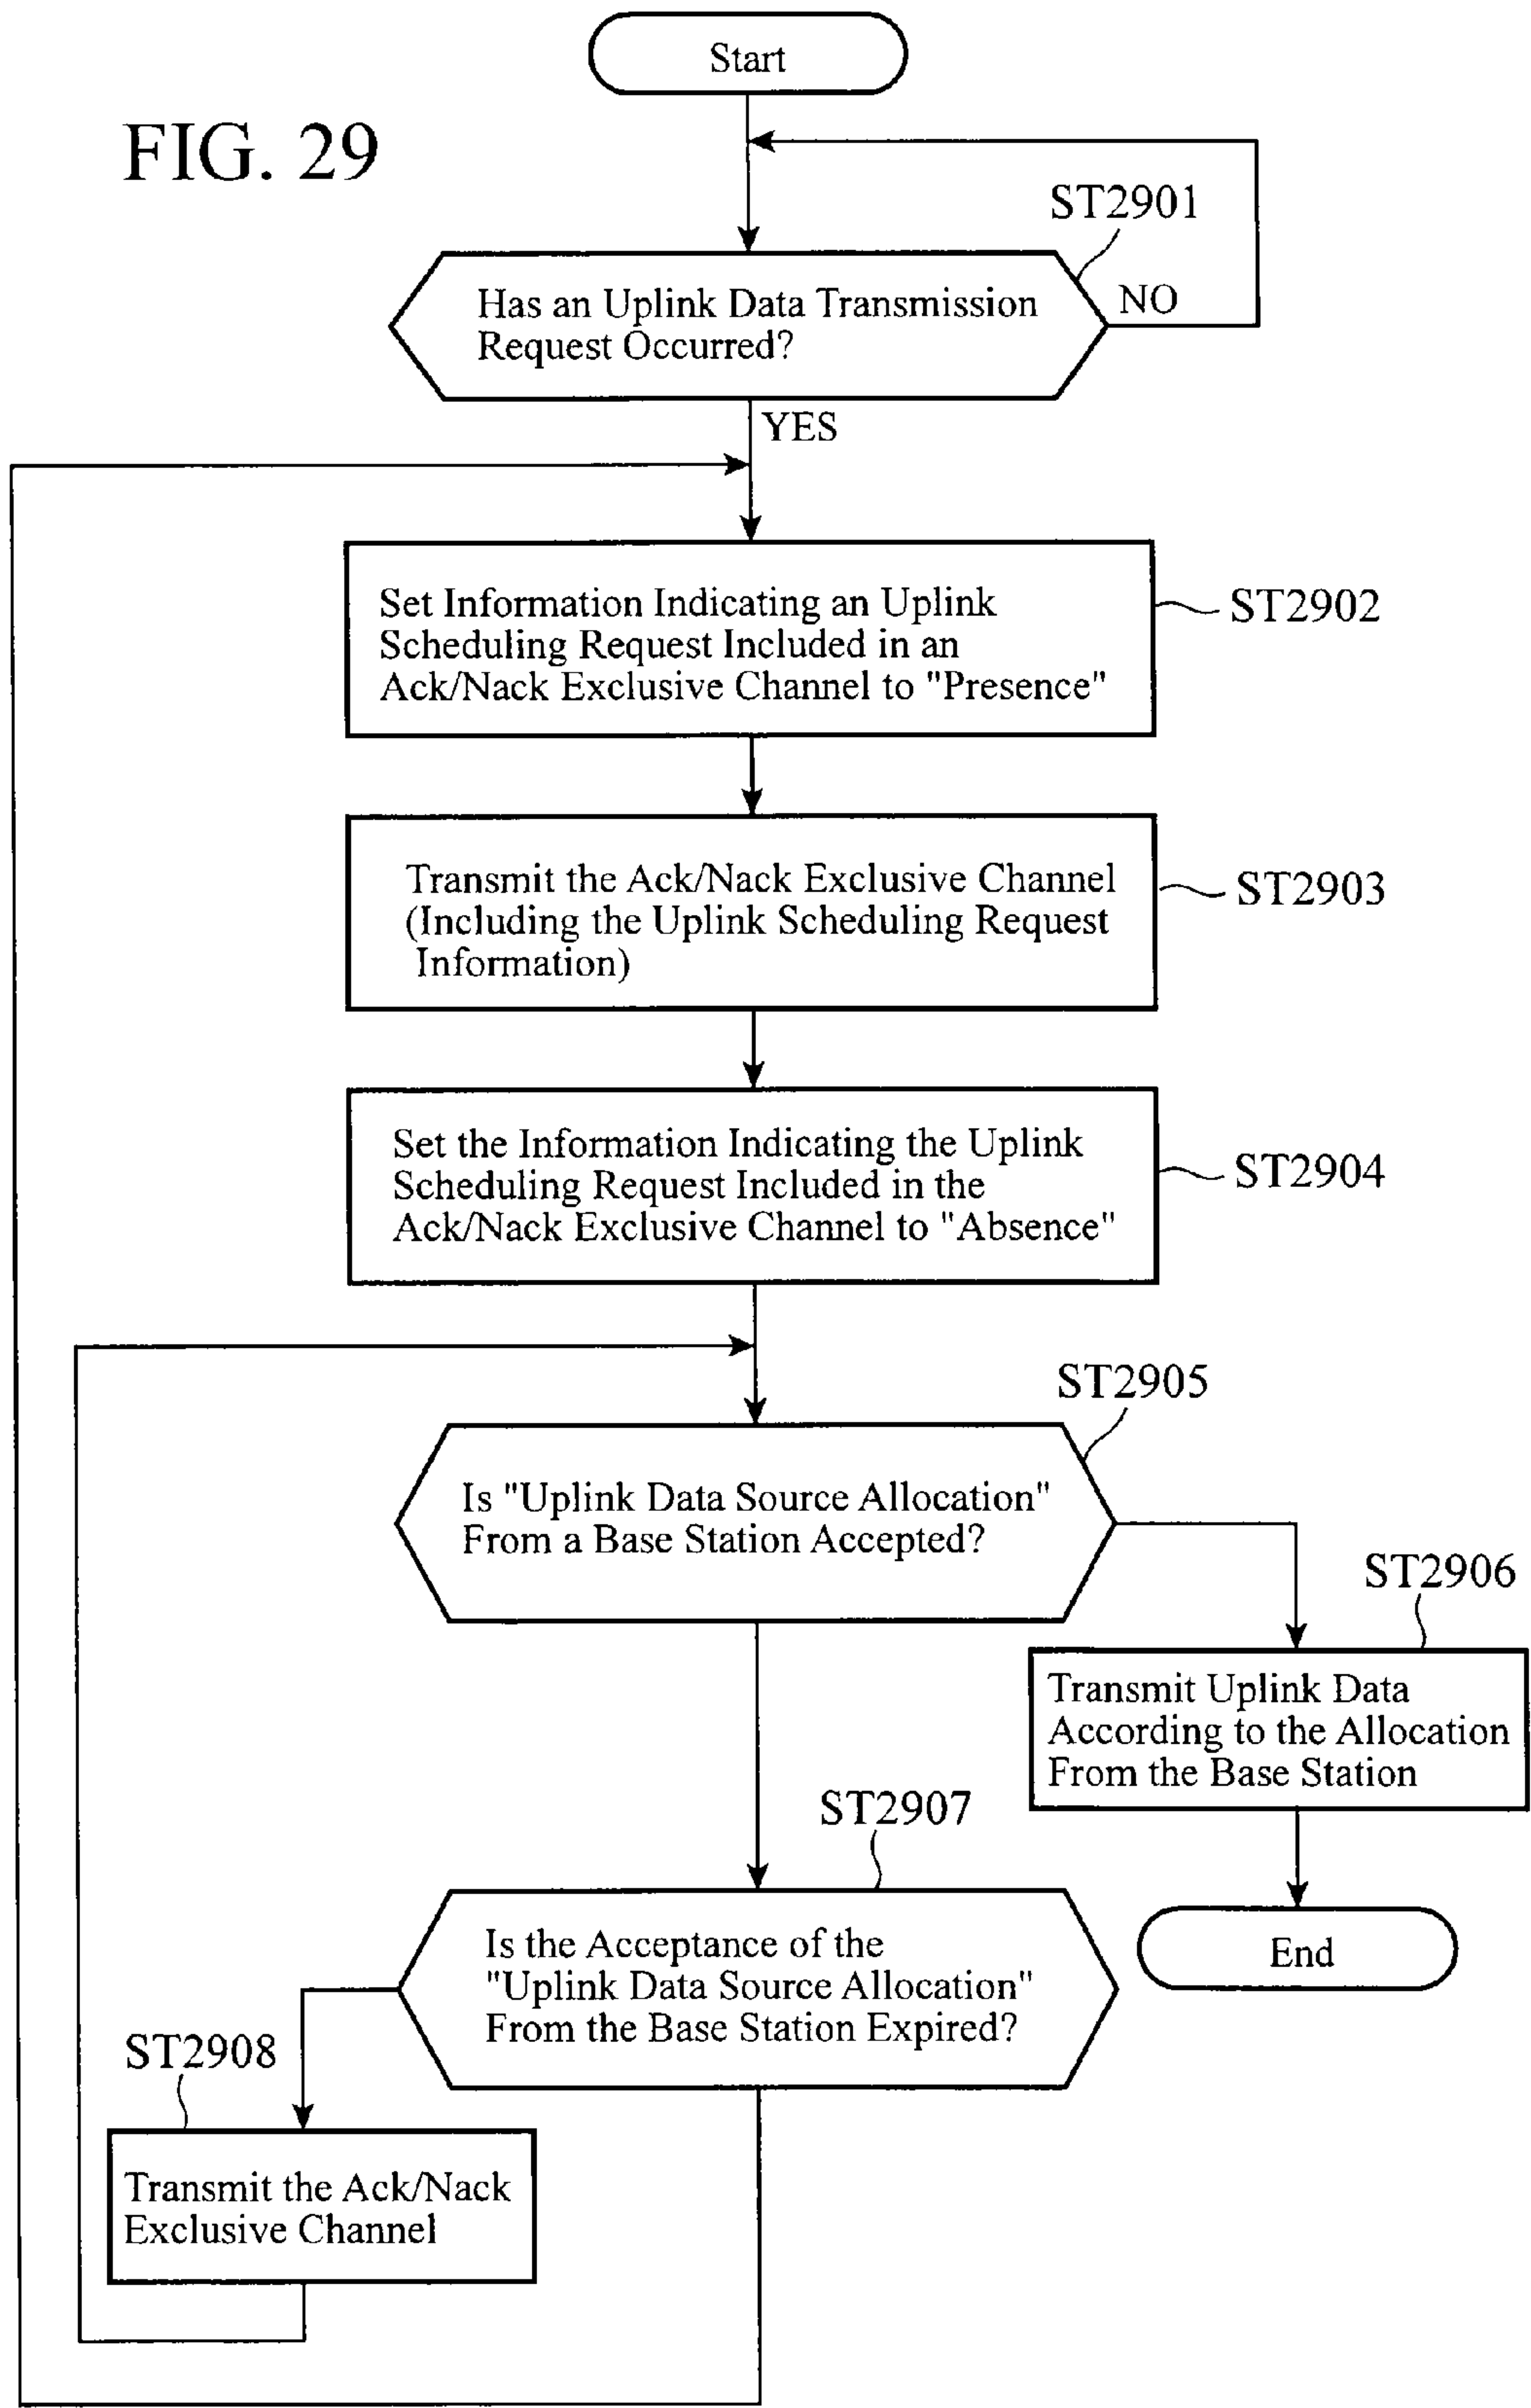 Start
FIG. 29
ST2901
Has an Uplink Data Transmission
Request Occurred?
NO
YES
Set Information Indicating an Uplink
Scheduling Request Included in an
Ack/Nack Exclusive Channel to "Presence"
ST2902
Transmit the Ack/Nack Exclusive Channel
(Including the Uplink Scheduling Request
Information)
ST2903
Set the Information Indicating the Uplink
Scheduling Request Included in the
Ack/Nack Exclusive Channel to "Absence"
ST2904
ST2905
Is "Uplink Data Source Allocation"
From a Base Station Accepted?
ST2906
Transmit Uplink Data
According to the Allocation
From the Base Station
ST2907
Is the Acceptance of the
"Uplink Data Source Allocation"
From the Base Station Expired?
End
ST2908
Transmit the Ack/Nack
Exclusive Channel